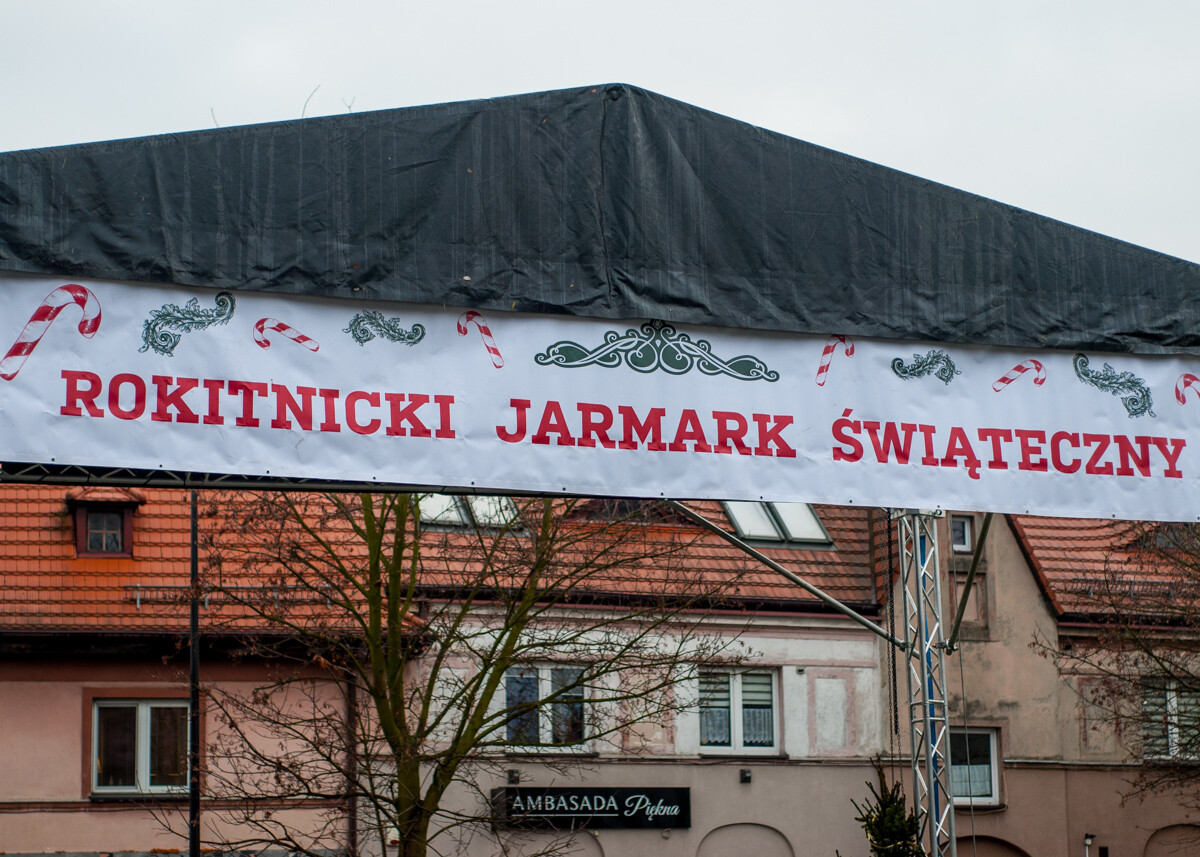 ROKITNICKI JARMARK ŚWIĄTECZNY
AMBASADA Piękna